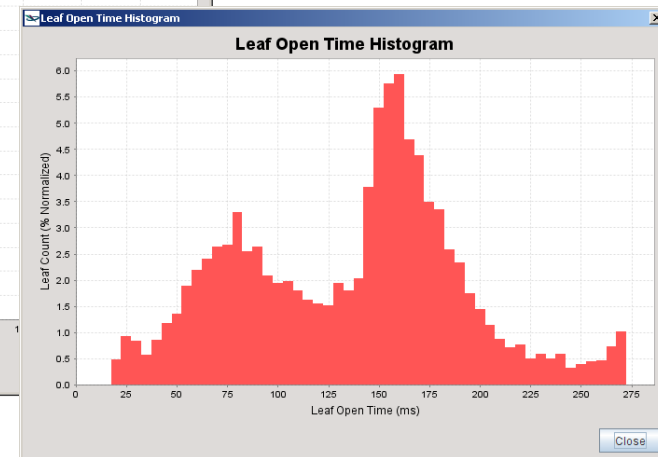 Leaf Open Time Histogram
Leaf Open Time Histogram
6.0
5.5
5.0
4.5
4.0
3.5
3.0
2.5
2.0
1.5
1.0
0.5
0.0
Leaf Count (% Normalized)
0 25 50 75 100 125 150 175 200 225 250 275
Leaf Open Time (ms)
1
Close